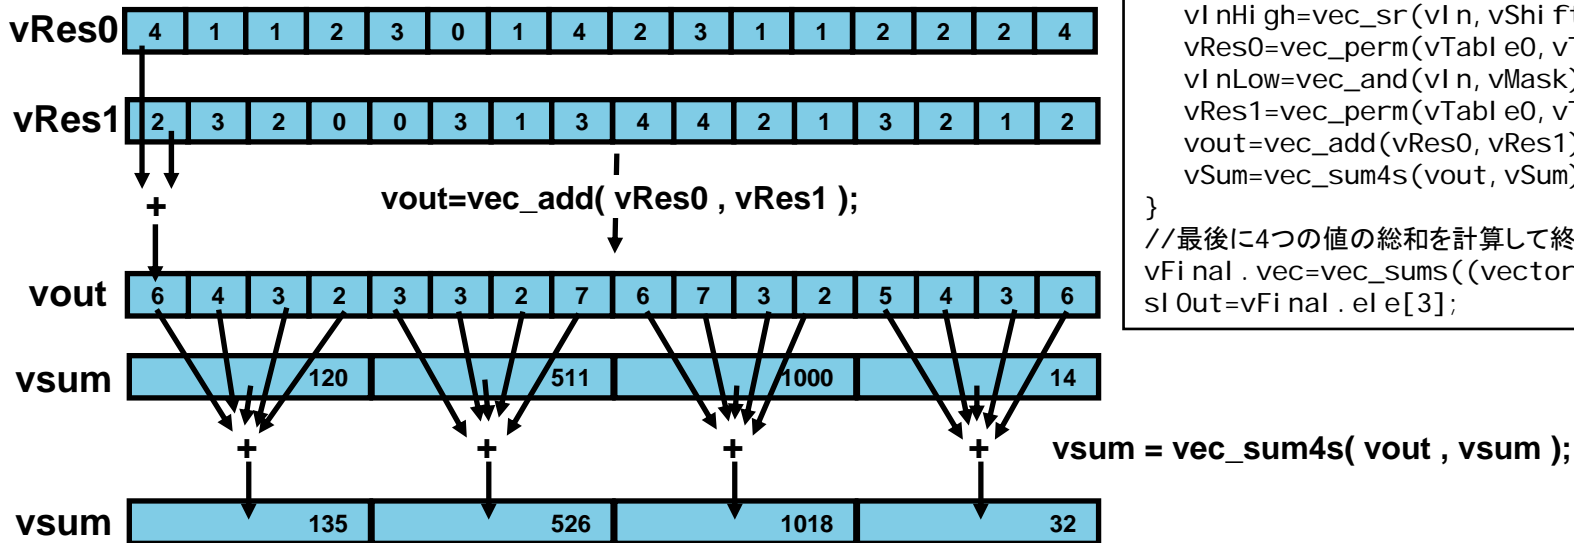 vRes0 4 1 1 2 3 0 1 4 2 3 1 1 2 2 2 4
vRes1 2 3 2 0 0 3 1 3 4 4 2 1 3 2 1 2
+
vout=vec_add( vRes0 , vRes1 );
vout 6 4 3 2 3 3 2 7 6 7 3 2 5 4 3 6
vsum 120 511 1000 14
+ + + +
vsum = vec_sum4s( vout , vsum );
vsum 135 526 1018 32
vInHigh=vec_sr(vIn,vShift
vRes0=vec_perm(vTable0,vT
vInLow=vec_and(vIn,vMask)
vRes1=vec_perm(vTable0,vT
vout=vec_add(vRes0,vRes1)
vSum=vec_sum4s(vout,vSum)
}
//最後に4つの値の総和を計算して終
vFinal.vec=vec_sums((vector
slOut=vFinal.ele[3];